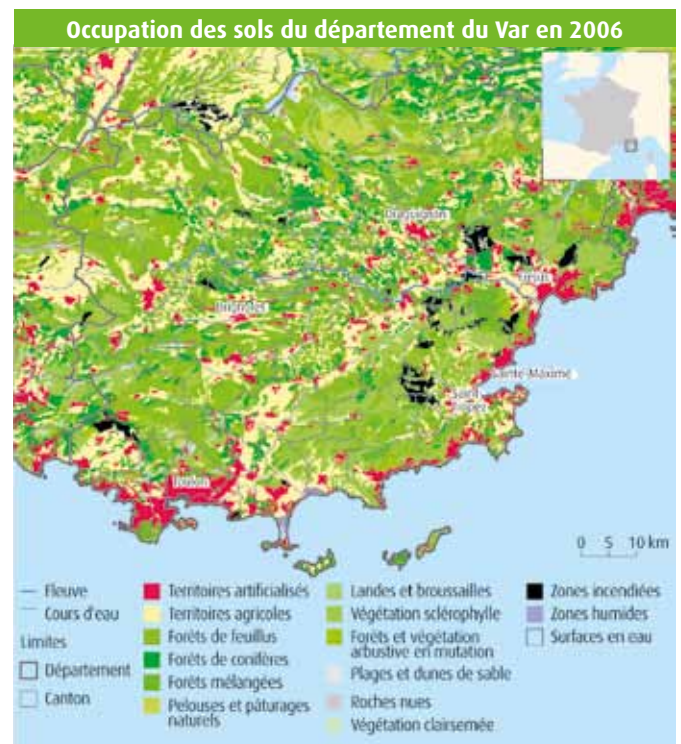 Occupation des sols du département du Var en 2006
Draguignan
Fréjus
Brignoles
Sainte-Maxime
Saint-
Tropez
Toulon
0 5 10 km
Fleuve
Cours d'eau
Limites
Département
Canton
Territoires artificialisés
Territoires agricoles
Forêts de feuillus
Forêts de conifères
Forêts mélangées
Pelouses et pâturages
naturels
Landes et broussailles
Végétation sclérophylle
Forêts et végétation
arbustive en mutation
Plages et dunes de sable
Roches nues
Végétation clairsemée
Zones incendiées
Zones humides
Surfaces en eau